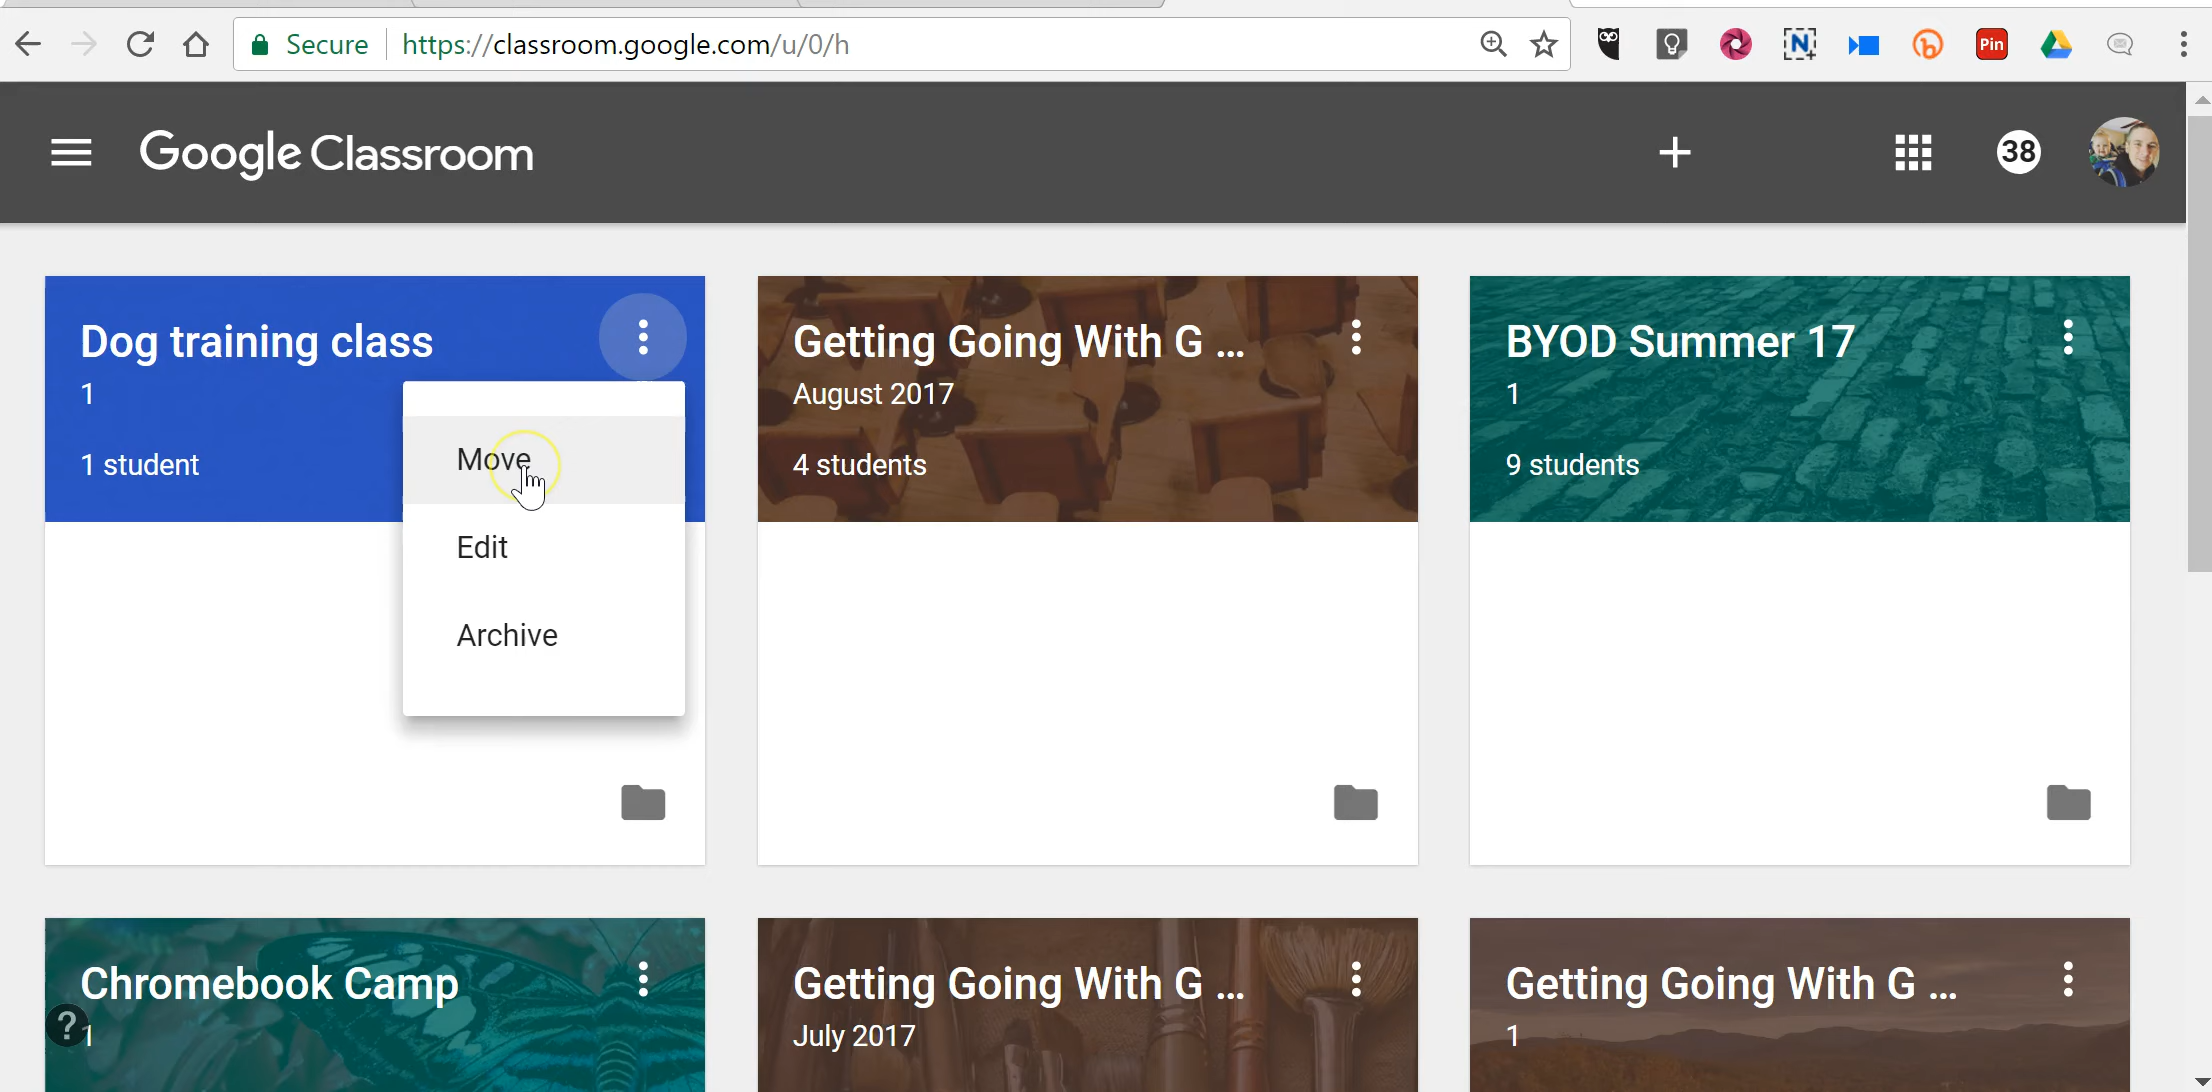 Secure https://classroom.google.com/u/0/h
N
b
Pin
Google Classroom
38
Dog training class
1
1 student
Move
Edit
Archive
Getting Going With G ...
August 2017
4 students
BYOD Summer 17
1
9 students
Chromebook Camp
?
1
Getting Going With G ...
July 2017
Getting Going With G ...
1